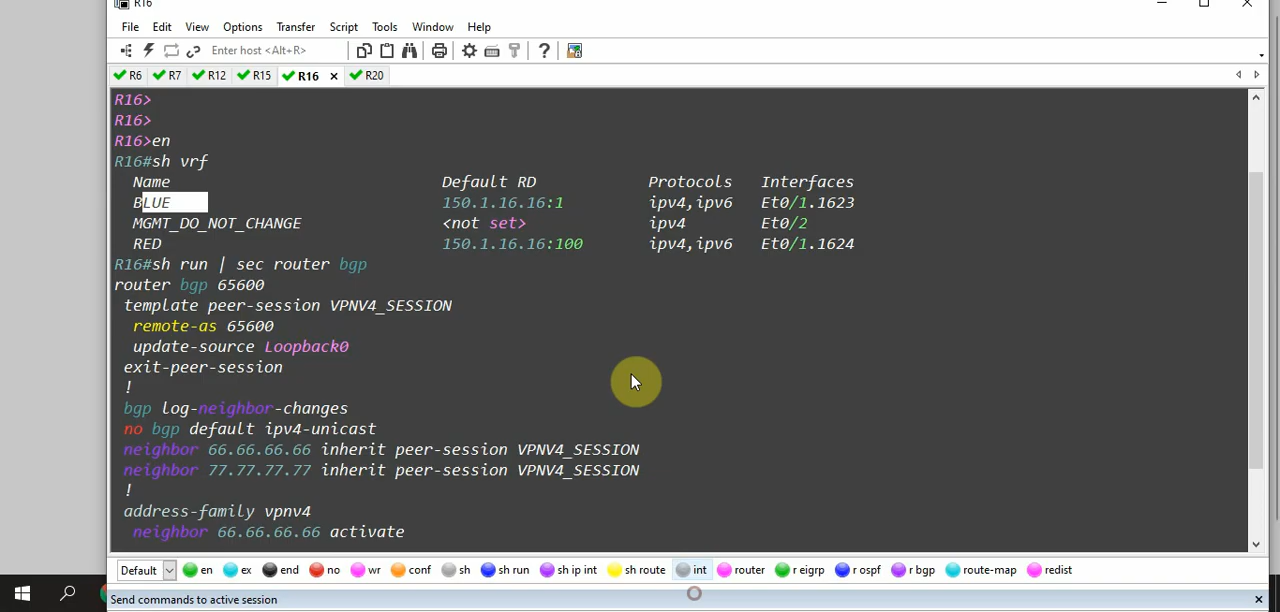 R16
File Edit View Options Transfer Script Tools Window Help
Enter host <Alt+R>
R6 R7 R12 R15 R16 R20
R16>
R16>
R16>en
R16#sh vrf
Name Default RD Protocols Interfaces
BLUE 150.1.16.16:1 ipv4,ipv6 Et0/1.1623
MGMT_DO_NOT_CHANGE <not set> ipv4 Et0/2
RED 150.1.16.16:100 ipv4,ipv6 Et0/1.1624
R16#sh run | sec router bgp
router bgp 65600
template peer-session VPNV4_SESSION
remote-as 65600
update-source Loopback0
exit-peer-session
!
bgp log-neighbor-changes
no bgp default ipv4-unicast
neighbor 66.66.66.66 inherit peer-session VPNV4_SESSION
neighbor 77.77.77.77 inherit peer-session VPNV4_SESSION
!
address-family vpnv4
neighbor 66.66.66.66 activate
Default en ex end no wr conf sh sh run sh ip int sh route int router r eigrp r ospf r bgp route-map redist
Send commands to active session